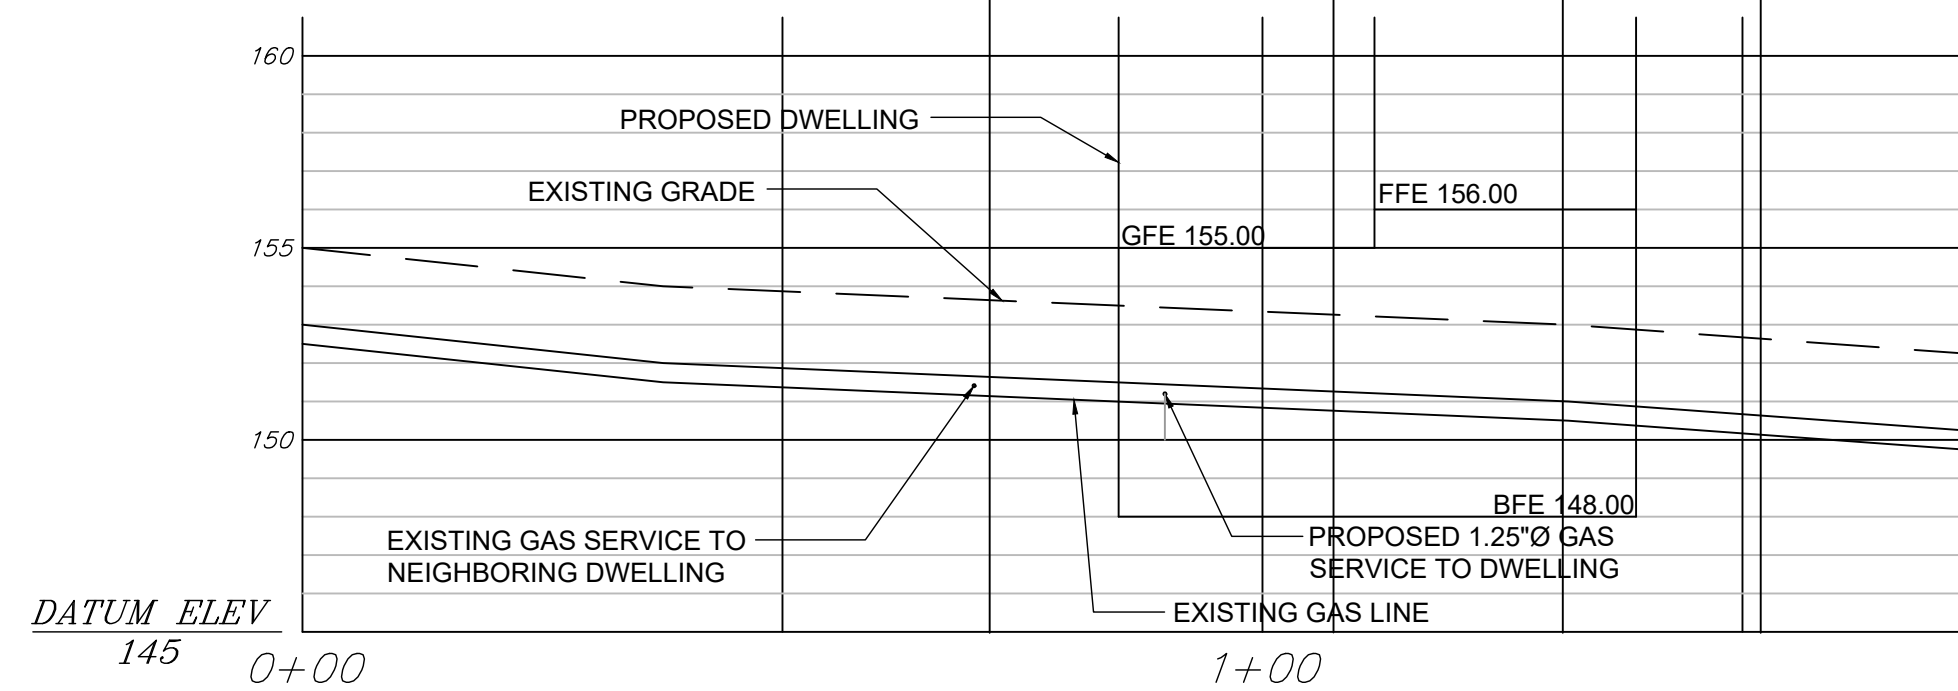 160
PROPOSED DWELLING
EXISTING GRADE
FFE 156.00
155
GFE 155.00
150
BFE 148.00
EXISTING GAS SERVICE TO
NEIGHBORING DWELLING
PROPOSED 1.25"Ø GAS
SERVICE TO DWELLING
EXISTING GAS LINE
DATUM ELEV
145
0+00
1+00